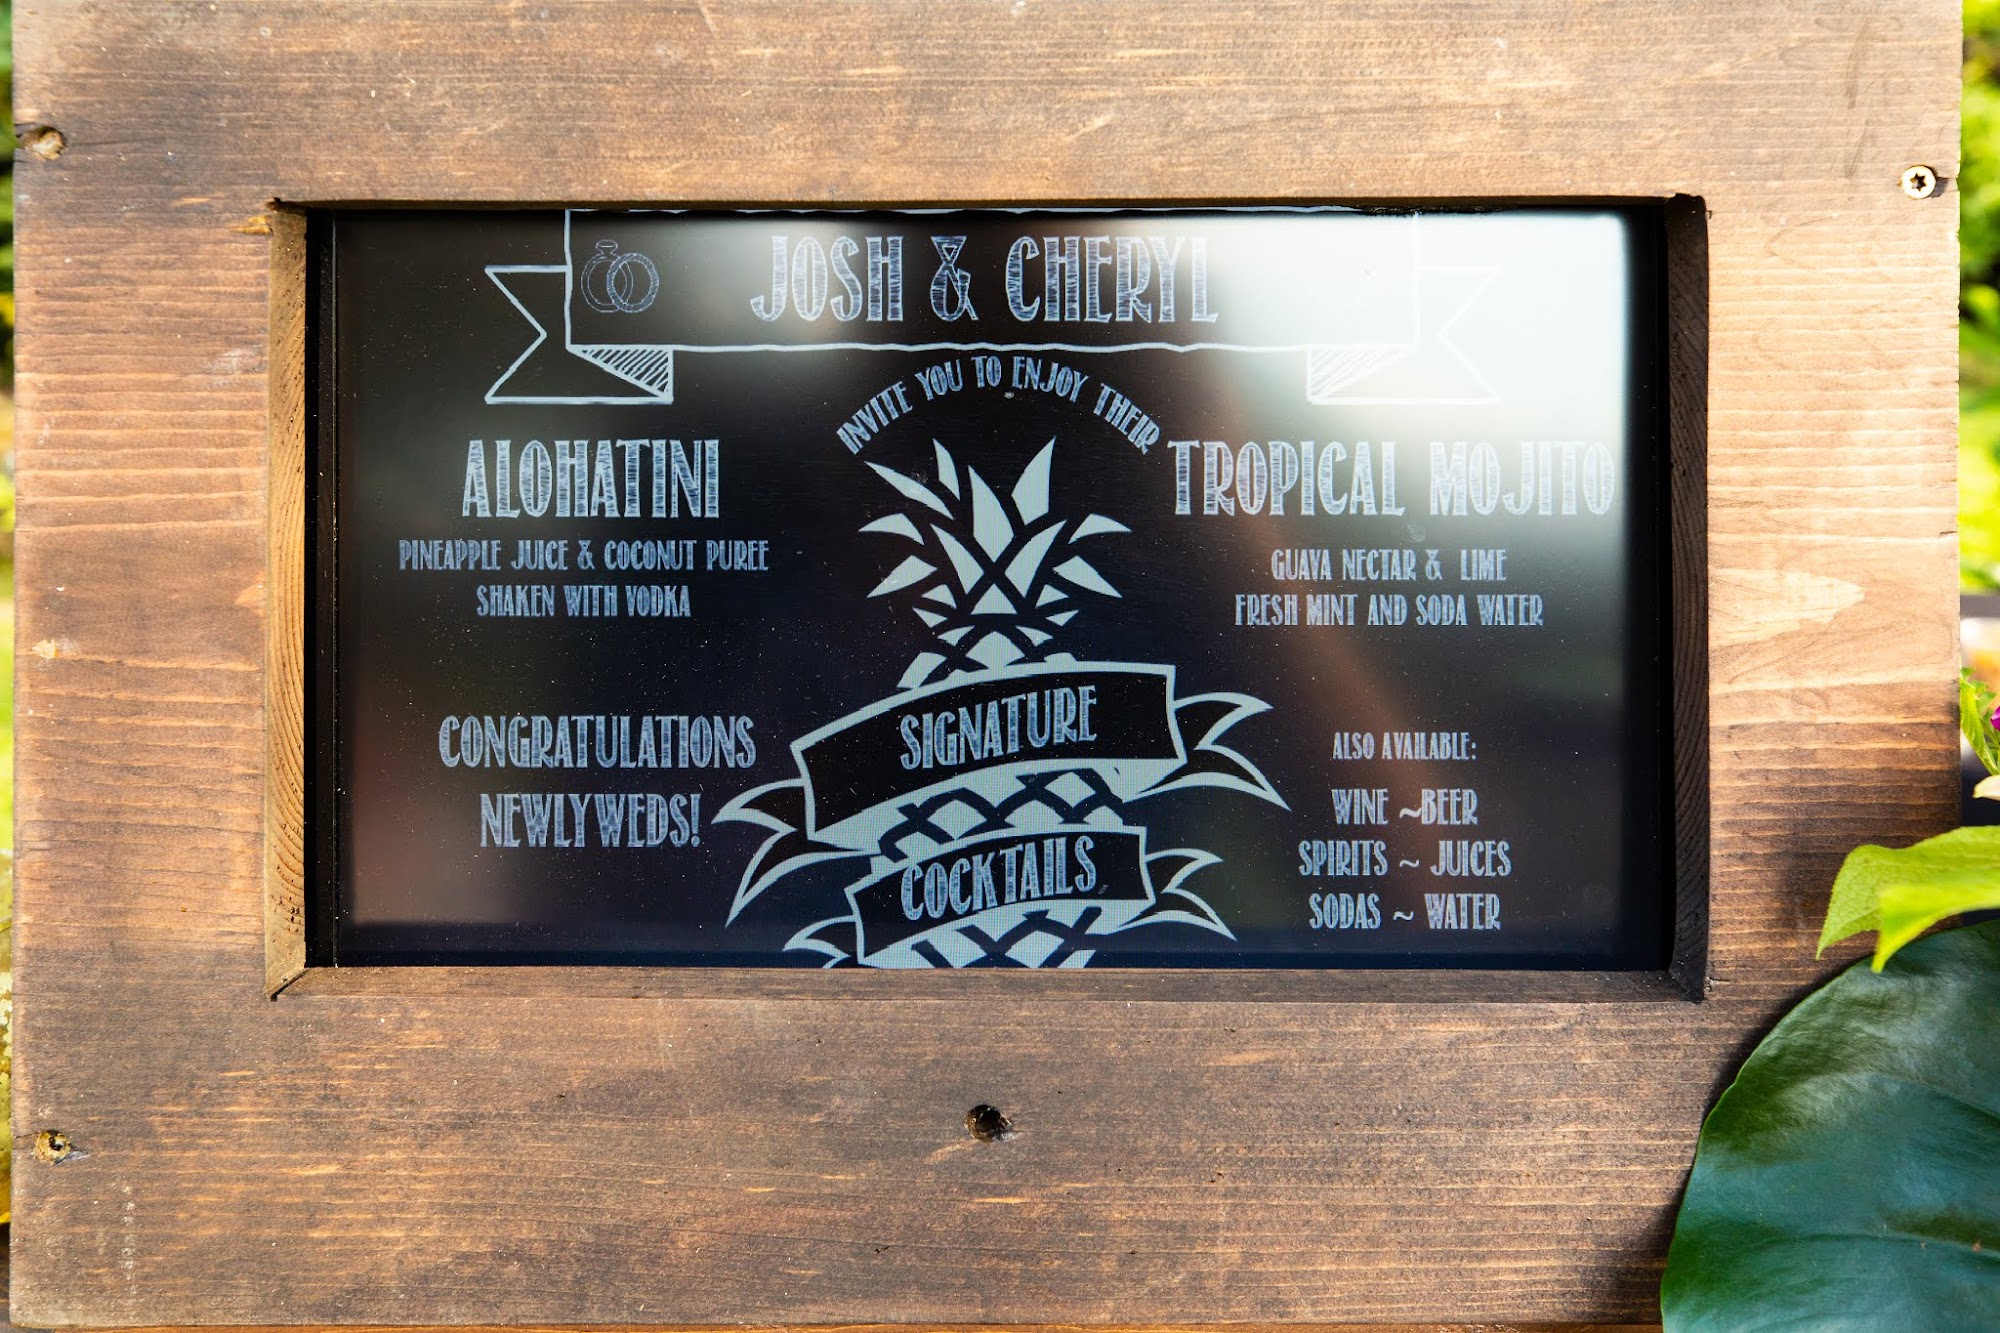 JOSH & CHERYL
INVITE YOU TO ENJOY THEIR
SIGNATURE
COCKTAILS
ALOHATINI
PINEAPPLE JUICE & COCONUT PUREE
SHAKEN WITH VODKA
TROPICAL MOJITO
GUAVA NECTAR & LIME
FRESH MINT AND SODA WATER
CONGRATULATIONS
NEWLYWEDS!
ALSO AVAILABLE:
WINE ~BEER
SPIRITS ~ JUICES
SODAS ~ WATER